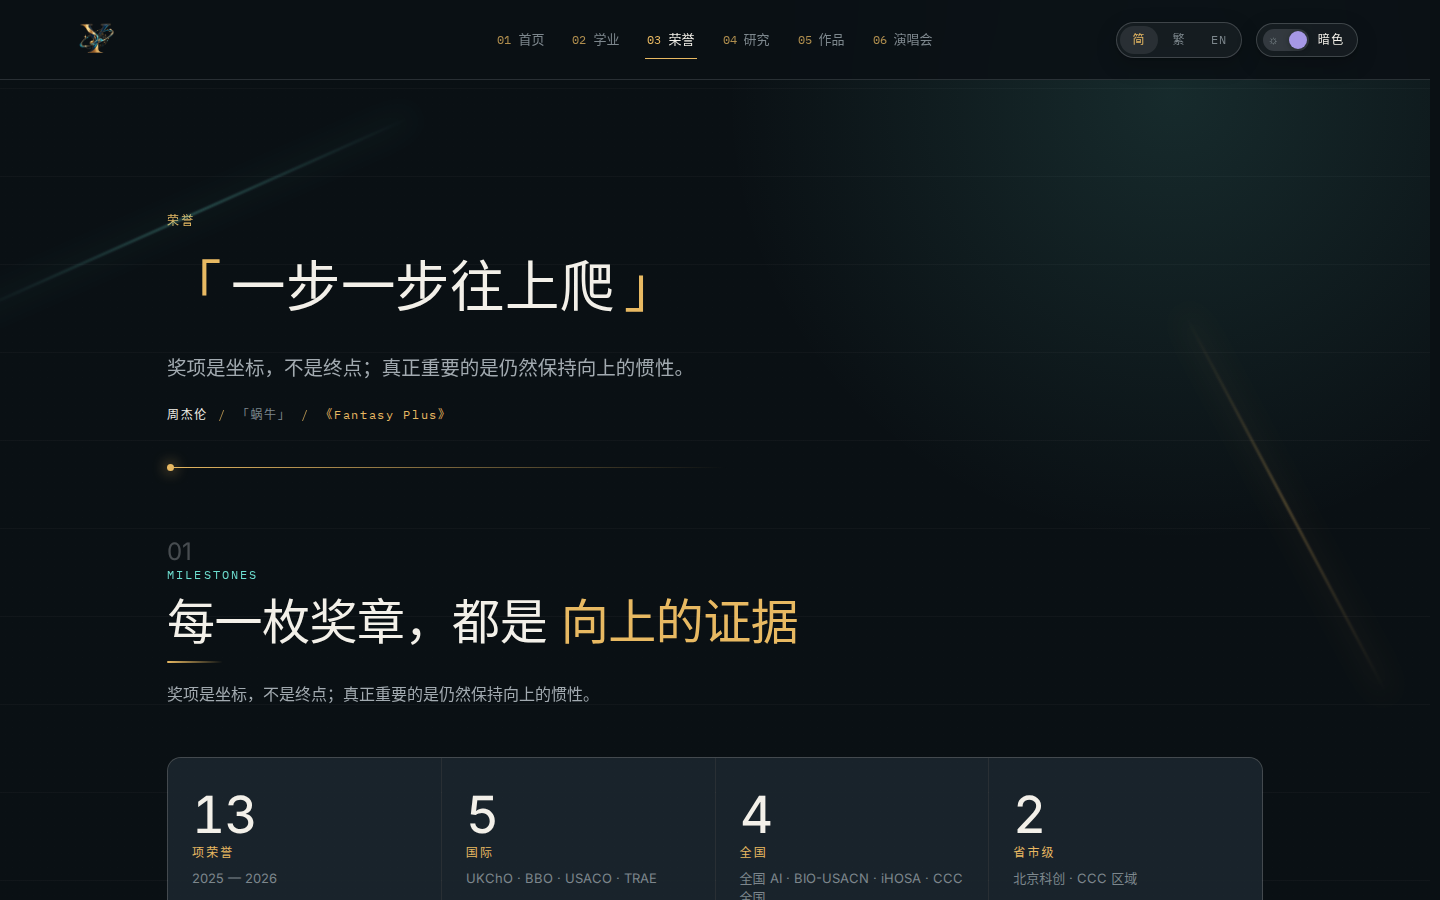 01 首页 02 学业 03 荣誉 04 研究 05 作品 06 演唱会
简 繁 EN 暗色
荣誉
「一步一步往上爬」
奖项是坐标，不是终点；真正重要的是仍然保持向上的惯性。
周杰伦 / 「蜗牛」 / 《Fantasy Plus》
01
MILESTONES
每一枚奖章，都是 向上的证据
奖项是坐标，不是终点；真正重要的是仍然保持向上的惯性。
13
项荣誉
2025 — 2026
5
国际
UKChO · BBO · USACO · TRAE
4
全国
全国 AI · BIO-USACN · iHOSA · CCC
全国
2
省市级
北京科创 · CCC 区域